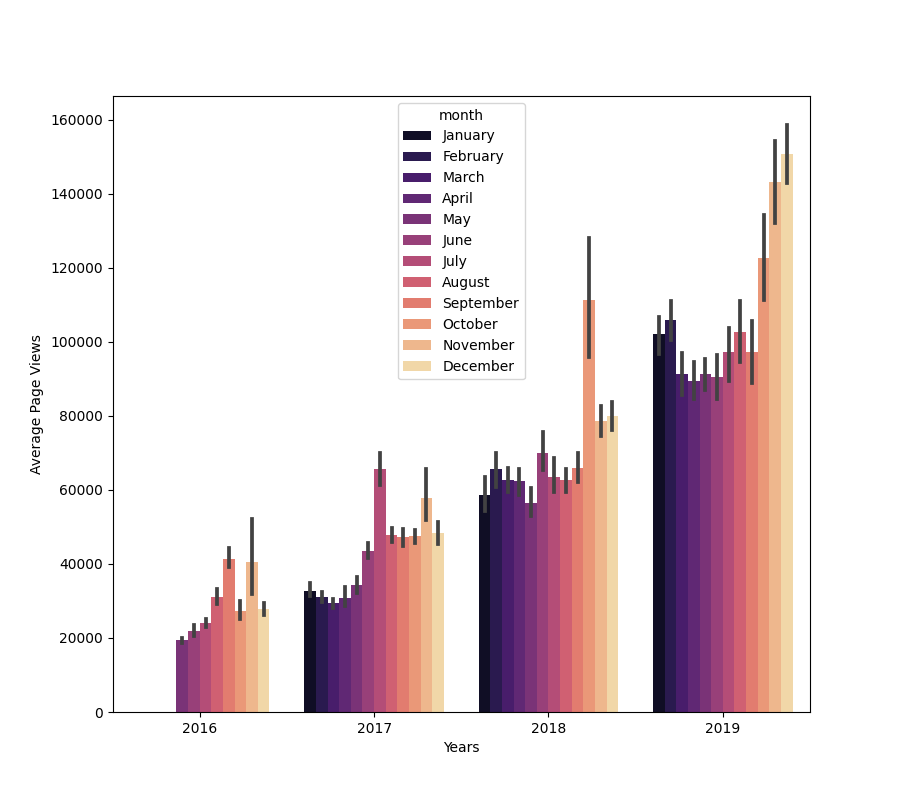 month
January
February
March
April
May
June
July
August
September
October
November
December
160000
140000
120000
100000
80000
60000
40000
20000
0
Average Page Views
2016 2017 2018 2019
Years